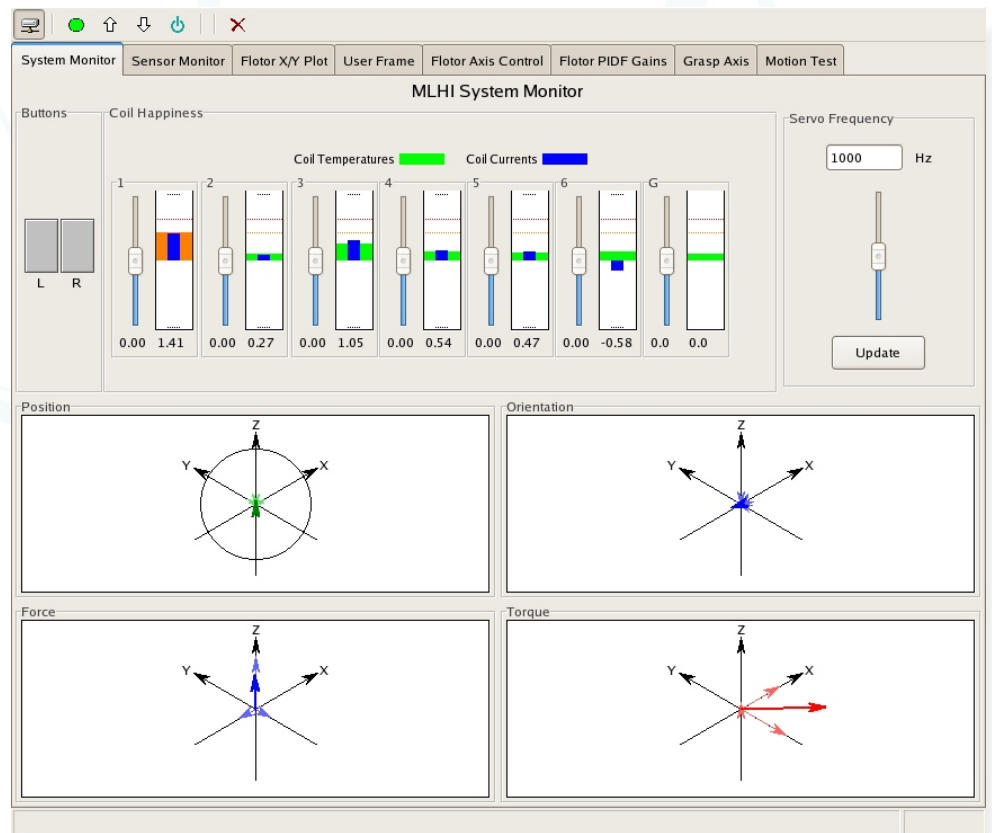 System Monitor Sensor Monitor Flotor X/Y Plot User Frame Flotor Axis Control Flotor PIDF Gains Grasp Axis Motion Test
MLHI System Monitor
Buttons
L R
Coil Happiness
Coil Temperatures Coil Currents
1 2 3 4 5 6 G
0.00 1.41 0.00 0.27 0.00 1.05 0.00 0.54 0.00 0.47 0.00 -0.58 0.0 0.0
Servo Frequency
1000 Hz
Update
Position
Z
Y X
Orientation
Z
Y X
Force
Z
Y X
Torque
Z
Y X